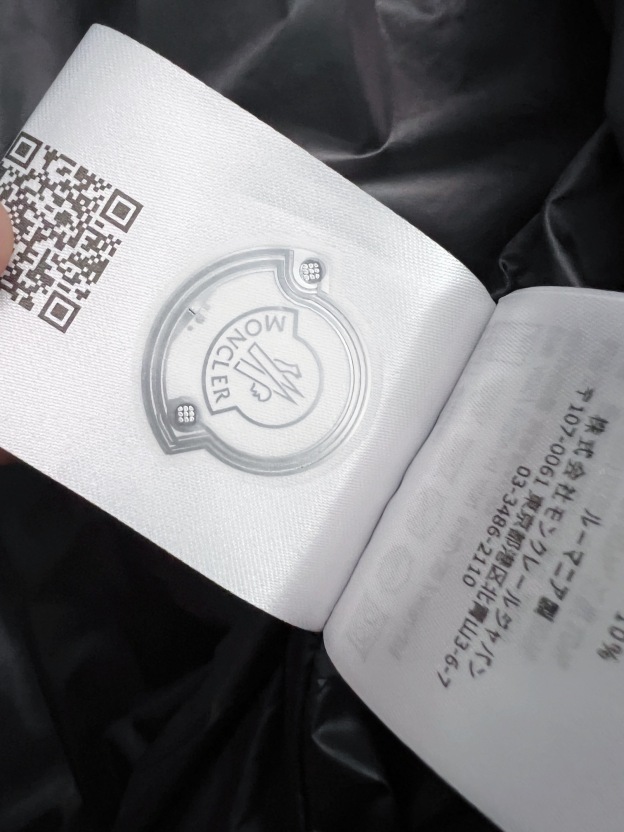 MONCLER
10%
ルーマニア製
株式会社モンクレールジャパン
〒107-0061 東京都港区北青山3-6-7
03-3486-2110